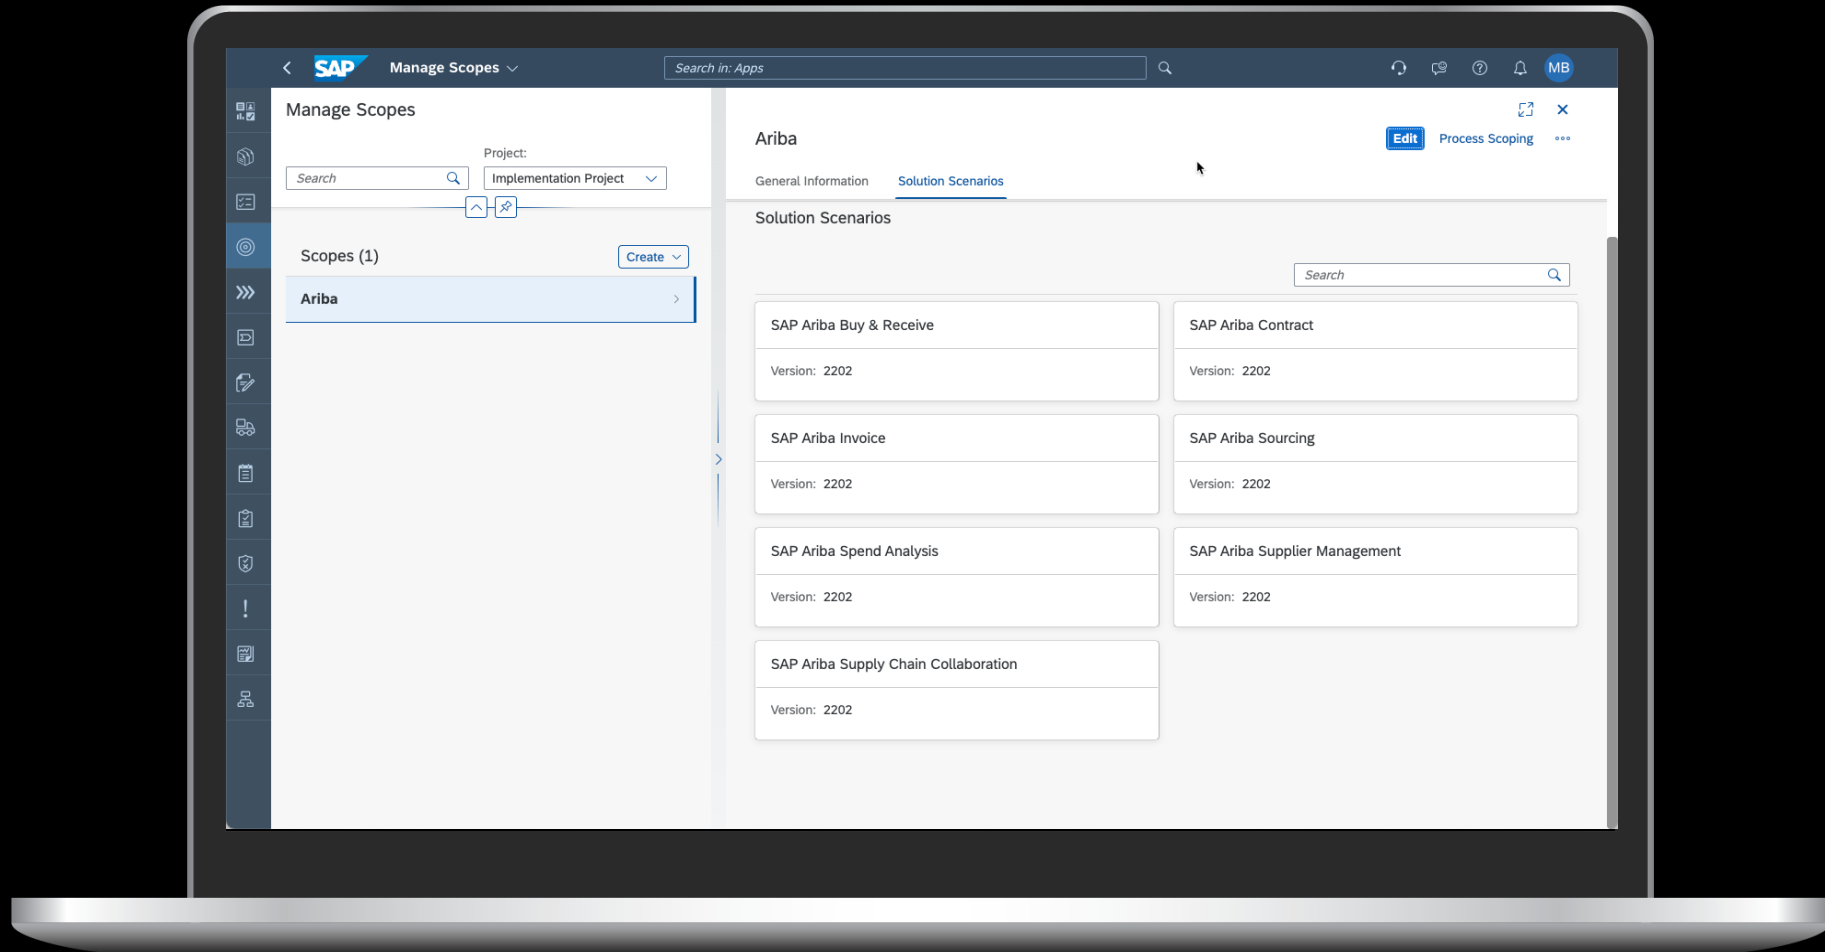 SAP
Manage Scopes
Search in: Apps
MB
Manage Scopes
Project:
Search
Implementation Project
Scopes (1)
Create
Ariba
Ariba
Edit
Process Scoping
General Information
Solution Scenarios
Solution Scenarios
Search
SAP Ariba Buy & Receive
Version: 2202
SAP Ariba Contract
Version: 2202
SAP Ariba Invoice
Version: 2202
SAP Ariba Sourcing
Version: 2202
SAP Ariba Spend Analysis
Version: 2202
SAP Ariba Supplier Management
Version: 2202
SAP Ariba Supply Chain Collaboration
Version: 2202